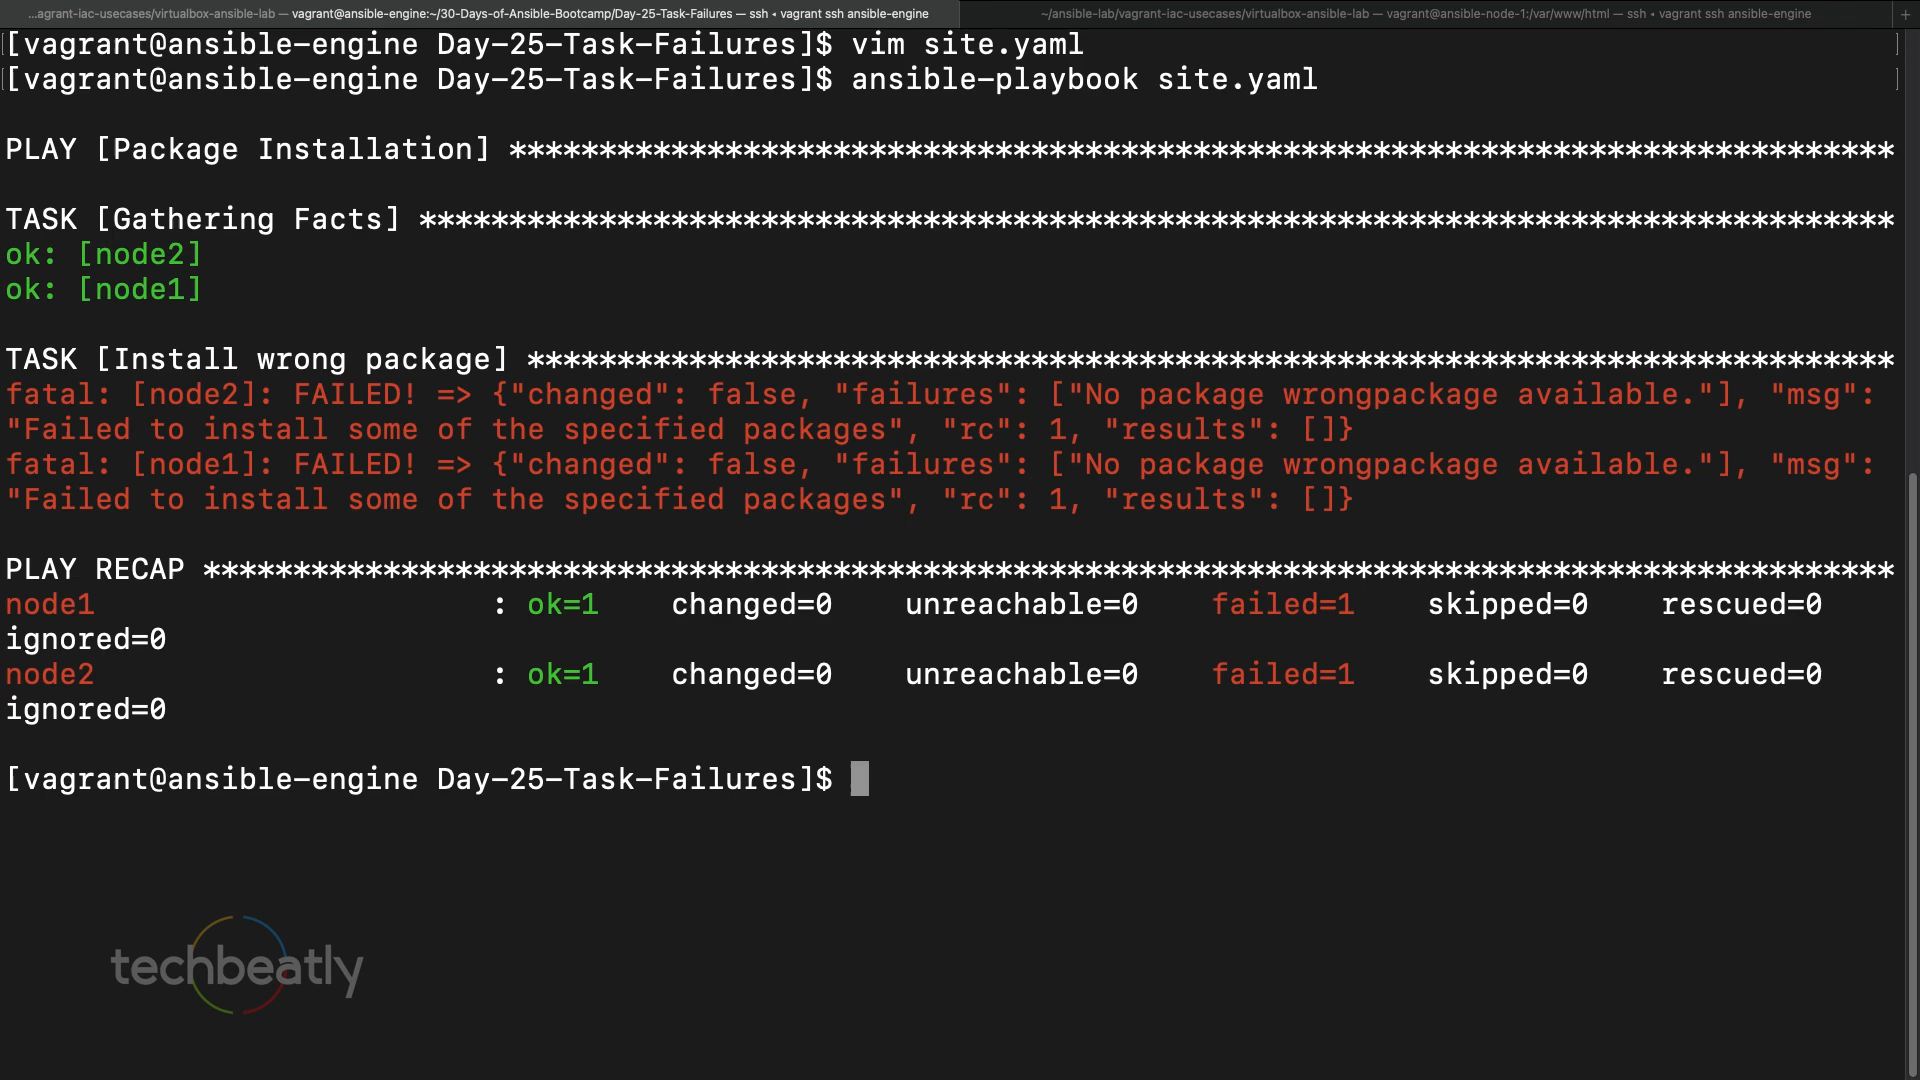 ...agrant-iac-usecases/virtualbox-ansible-lab — vagrant@ansible-engine:~/30-Days-of-Ansible-Bootcamp/Day-25-Task-Failures — ssh ◂ vagrant ssh ansible-engine
~/ansible-lab/vagrant-iac-usecases/virtualbox-ansible-lab — vagrant@ansible-node-1:/var/www/html — ssh ◂ vagrant ssh ansible-engine
+
[vagrant@ansible-engine Day-25-Task-Failures]$ vim site.yaml
[vagrant@ansible-engine Day-25-Task-Failures]$ ansible-playbook site.yaml
PLAY [Package Installation] *****************************************************************************
TASK [Gathering Facts] **********************************************************************************
ok: [node2]
ok: [node1]
TASK [Install wrong package] ****************************************************************************
fatal: [node2]: FAILED! => {"changed": false, "failures": ["No package wrongpackage available."], "msg":
"Failed to install some of the specified packages", "rc": 1, "results": []}
fatal: [node1]: FAILED! => {"changed": false, "failures": ["No package wrongpackage available."], "msg":
"Failed to install some of the specified packages", "rc": 1, "results": []}
PLAY RECAP **********************************************************************************************
node1 : ok=1 changed=0 unreachable=0 failed=1 skipped=0 rescued=0
ignored=0
node2 : ok=1 changed=0 unreachable=0 failed=1 skipped=0 rescued=0
ignored=0
[vagrant@ansible-engine Day-25-Task-Failures]$
techbeatly